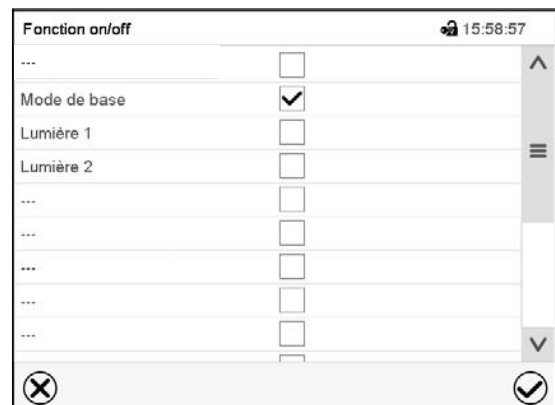 Fonction on/off 15:58:57
---
Mode de base
Lumière 1
Lumière 2
---
---
---
---
---